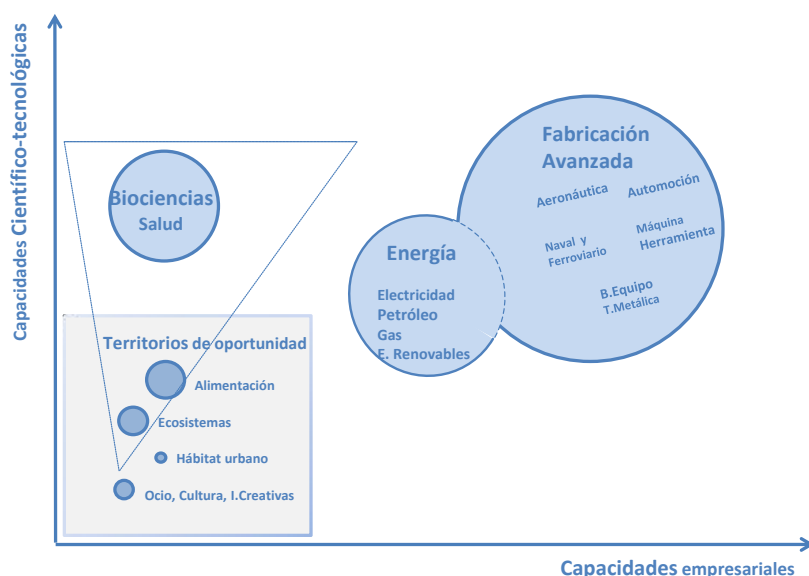 Capacidades Científico-tecnológicas
Fabricación
Avanzada
Aeronáutica
Automoción
Naval y
Ferroviario
Máquina
Herramienta
B.Equipo
T.Metálica
Biociencias
Salud
Energía
Electricidad
Petróleo
Gas
E. Renovables
Territorios de oportunidad
Alimentación
Ecosistemas
Hábitat urbano
Ocio, Cultura, I.Creativas
Capacidades empresariales